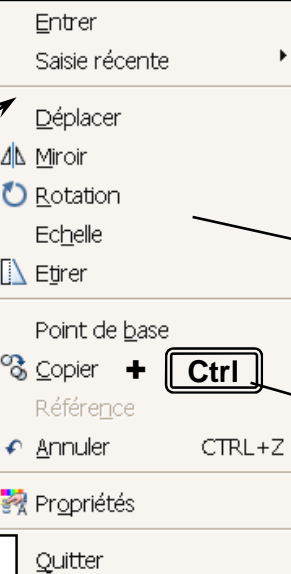 Entrer
Saisie récente
Déplacer
Miroir
Rotation
Echelle
Etirer
Point de base
Copier + Ctrl
Référence
Annuler CTRL+Z
Propriétés
Quitter